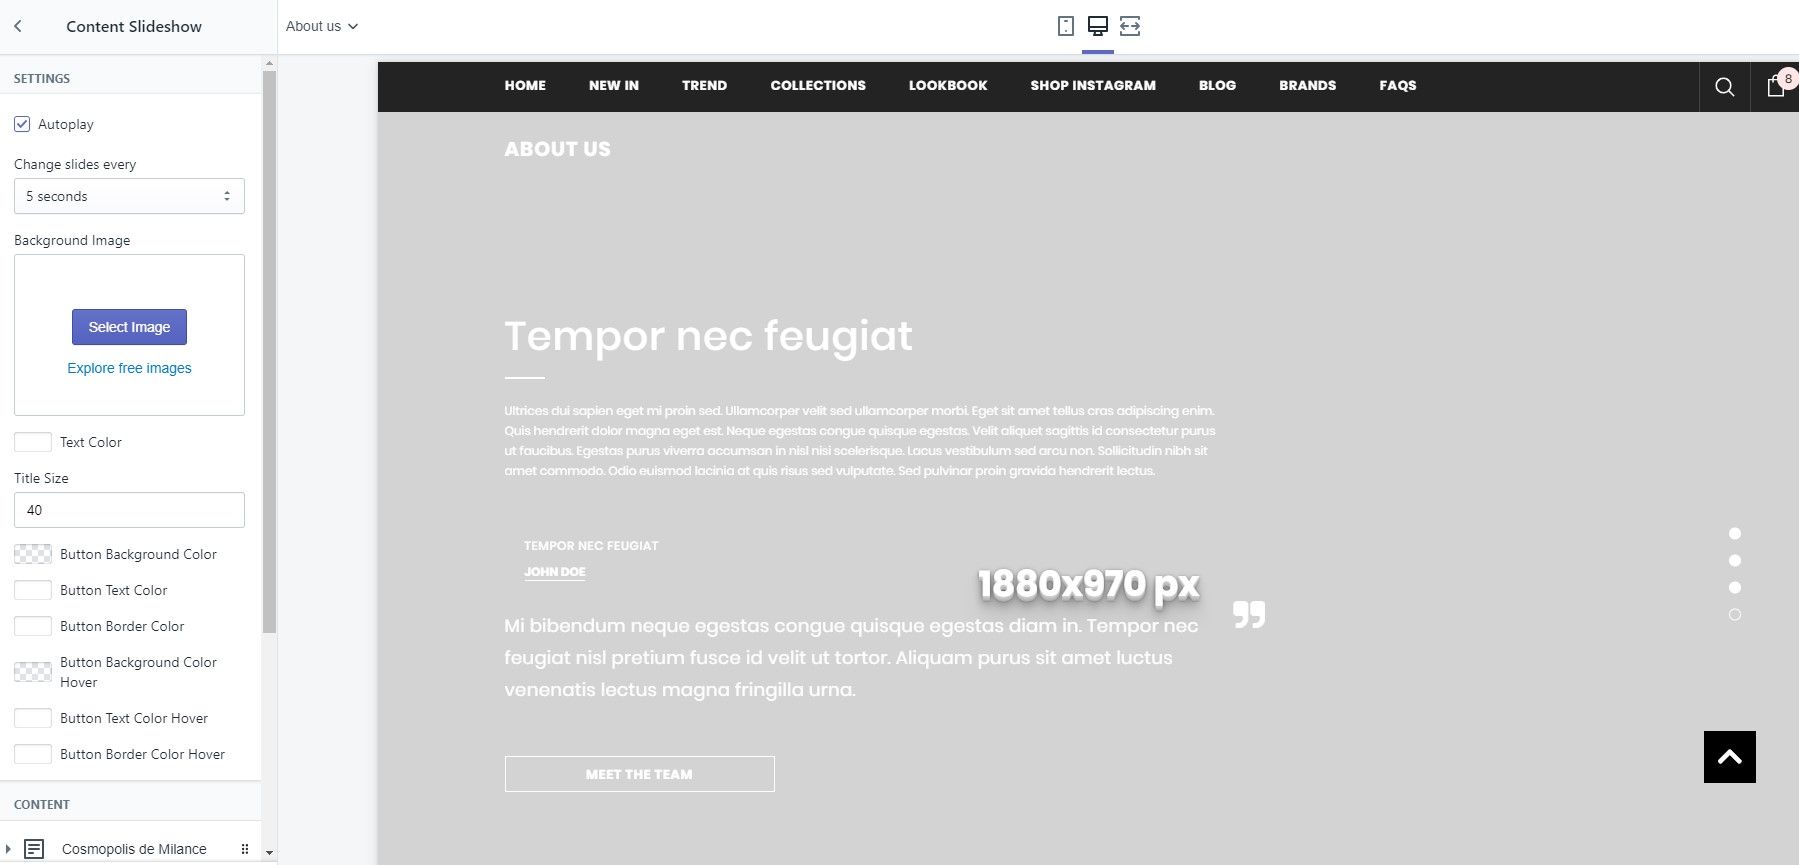 Content Slideshow
About us
SETTINGS
Autoplay
Change slides every
5 seconds
Background Image
Select Image
Explore free images
Text Color
Title Size
40
Button Background Color
Button Text Color
Button Border Color
Button Background Color
Hover
Button Text Color Hover
Button Border Color Hover
CONTENT
Cosmopolis de Milance
HOME NEW IN TREND COLLECTIONS LOOKBOOK SHOP INSTAGRAM BLOG BRANDS FAQS
8
ABOUT US
Tempor nec feugiat
Ultrices dui sapien eget mi proin sed. Ullamcorper velit sed ullamcorper morbi. Eget sit amet tellus cras adipiscing enim.
Quis hendrerit dolor magna eget est. Neque egestas congue quisque egestas. Velit aliquet sagittis id consectetur purus
ut faucibus. Egestas purus viverra accumsan in nisl nisi scelerisque. Lacus vestibulum sed arcu non. Sollicitudin nibh sit
amet commodo. Odio euismod lacinia at quis risus sed vulputate. Sed pulvinar proin gravida hendrerit lectus.
TEMPOR NEC FEUGIAT
JOHN DOE
1880x970 px
Mi bibendum neque egestas congue quisque egestas diam in. Tempor nec
feugiat nisl pretium fusce id velit ut tortor. Aliquam purus sit amet luctus
venenatis lectus magna fringilla urna.
MEET THE TEAM